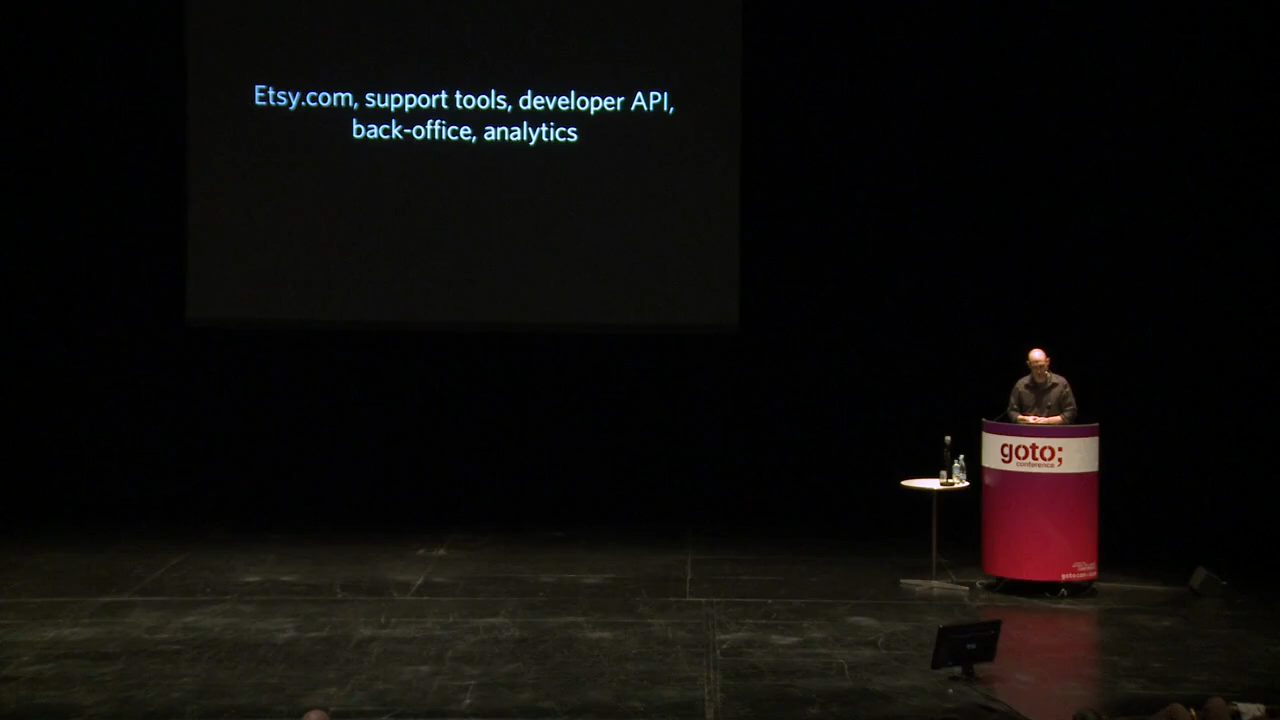 Etsy.com, support tools, developer API,
back-office, analytics
goto;
conference